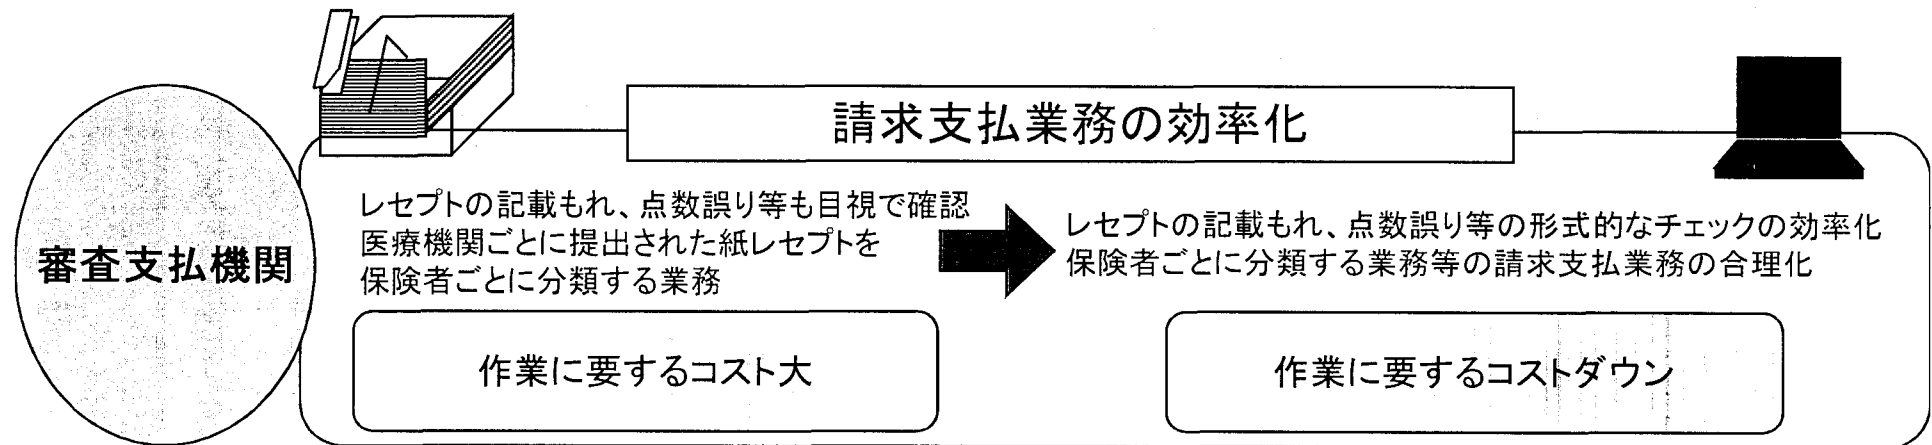 請求支払業務の効率化
審査支払機関
レセプトの記載もれ、点数誤り等も目視で確認
医療機関ごとに提出された紙レセプトを
保険者ごとに分類する業務
作業に要するコスト大
レセプトの記載もれ、点数誤り等の形式的なチェックの効率化
保険者ごとに分類する業務等の請求支払業務の合理化
作業に要するコストダウン